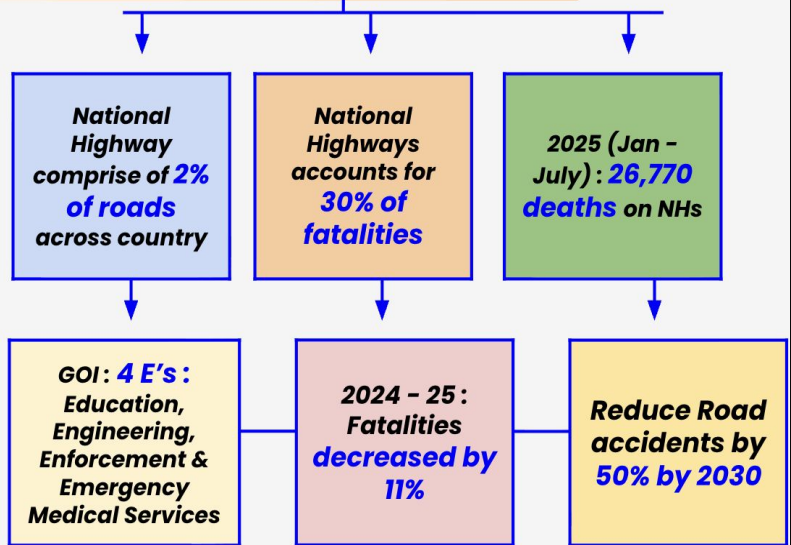 National
Highway
comprise of 2%
of roads
across country
National
Highways
accounts for
30% of
fatalities
2025 (Jan -
July) : 26,770
deaths on NHs
GOI : 4 E's :
Education,
Engineering,
Enforcement &
Emergency
Medical Services
2024 - 25 :
Fatalities
decreased by
11%
Reduce Road
accidents by
50% by 2030